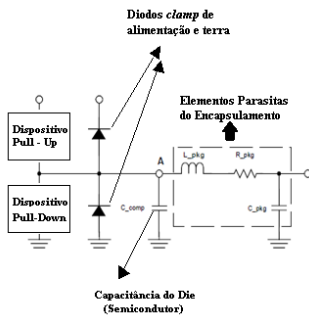 Diodos clamp de
alimentação e terra
Elementos Parasitas
do Encapsulamento
Dispositivo
Pull - Up
A
L_pkg
R_pkg
Dispositivo
Pull-Down
C_comp
C_pkg
Capacitância do Die
(Semicondutor)